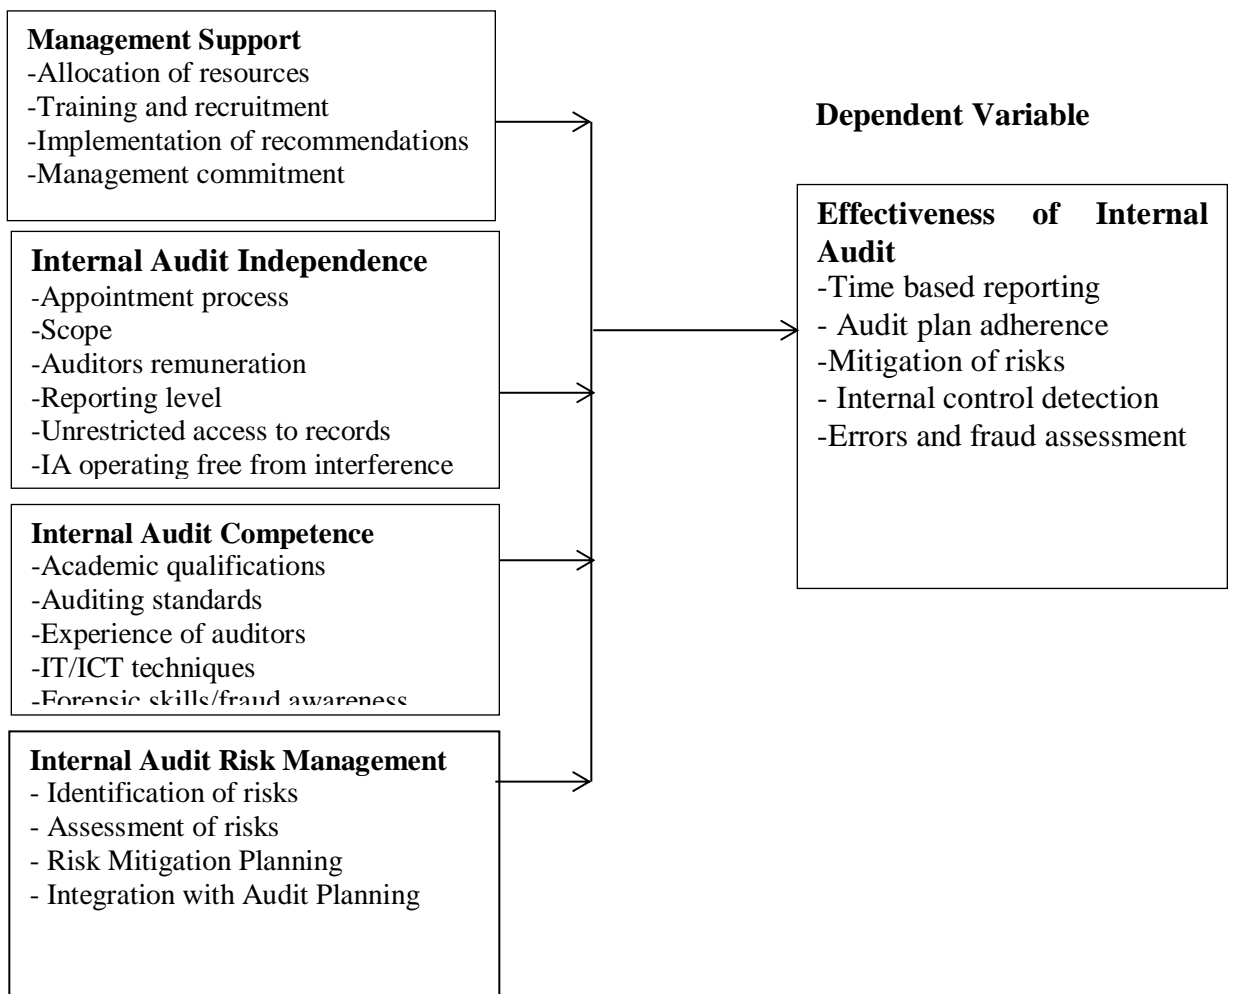 Management Support
-Allocation of resources
-Training and recruitment
-Implementation of recommendations
-Management commitment
Internal Audit Independence
-Appointment process
-Scope
-Auditors remuneration
-Reporting level
-Unrestricted access to records
-IA operating free from interference
Internal Audit Competence
-Academic qualifications
-Auditing standards
-Experience of auditors
-IT/ICT techniques
-Forensic skills/fraud awareness
Internal Audit Risk Management
- Identification of risks
- Assessment of risks
- Risk Mitigation Planning
- Integration with Audit Planning
Dependent Variable
Effectiveness of Internal
Audit
-Time based reporting
- Audit plan adherence
-Mitigation of risks
- Internal control detection
-Errors and fraud assessment